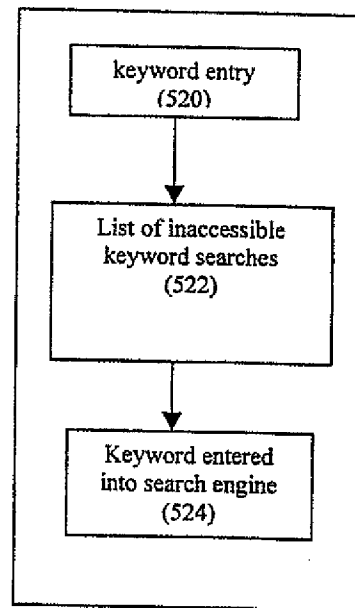 keyword entry
(520)
List of inaccessible
keyword searches
(522)
Keyword entered
into search engine
(524)